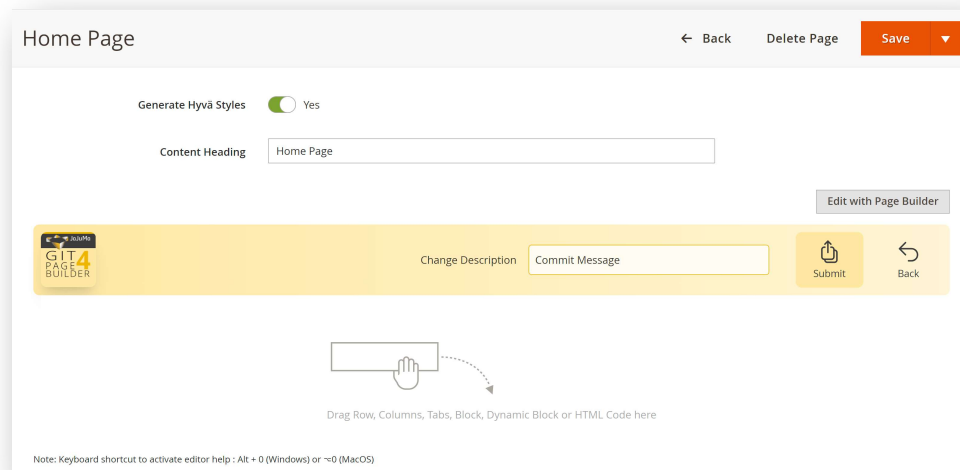 Home Page
← Back
Delete Page
Save
Generate Hyvä Styles
Yes
Content Heading
Home Page
Edit with Page Builder
JaJuMa
GIT4
PAGE
BUILDER
Change Description
Commit Message
Submit
Back
Drag Row, Columns, Tabs, Block, Dynamic Block or HTML Code here
Note: Keyboard shortcut to activate editor help : Alt + 0 (Windows) or ⌥0 (MacOS)